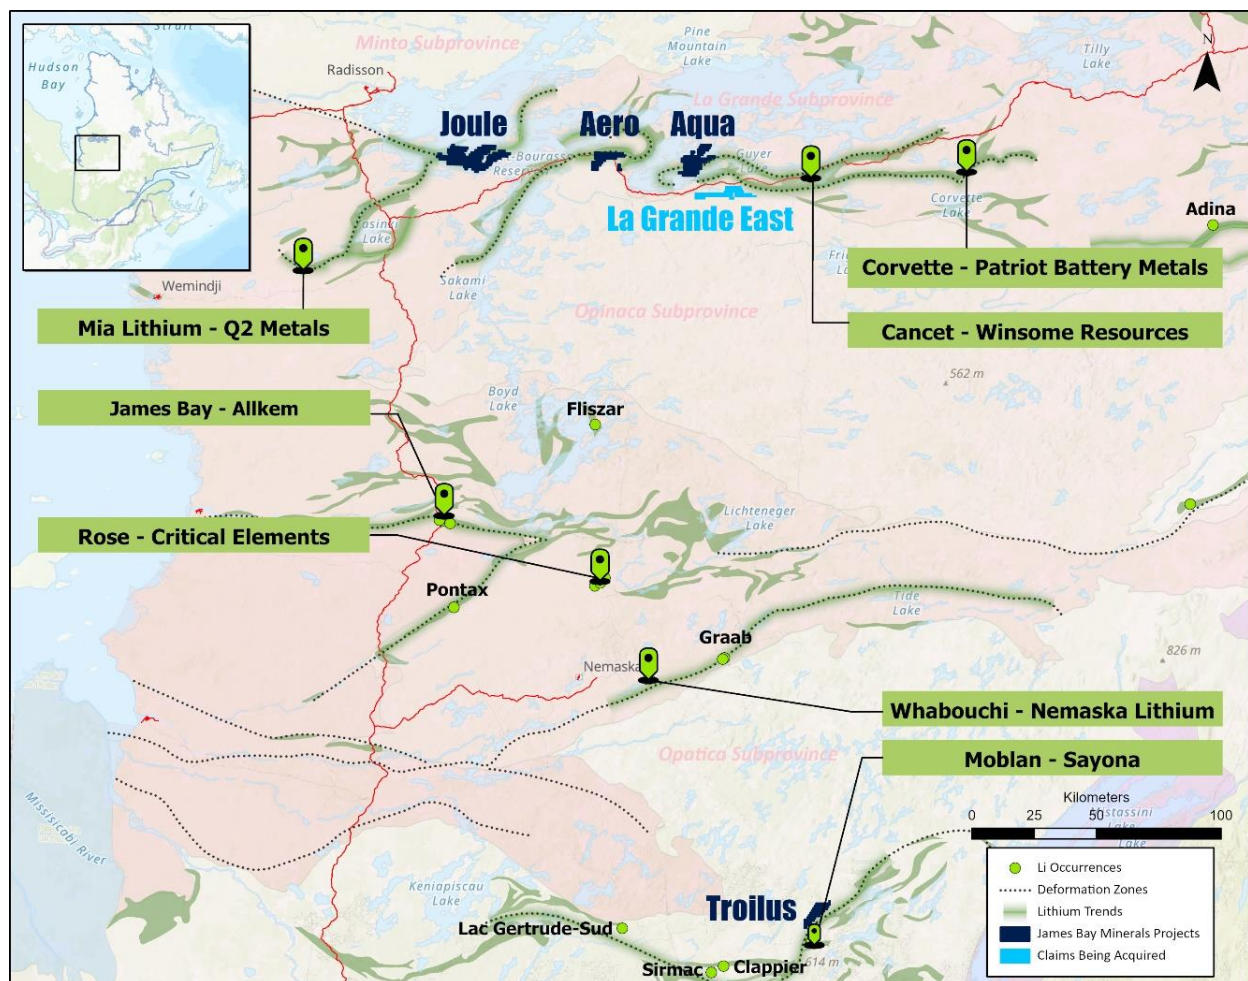 Strait
Hudson
Bay
Minto Subprovince
Radisson
Pine
Mountain
Lake
Tilly
Lake
N
La Grande Subprovince
Joule
Aero
Aqua
Guyer
La Grande East
Corvette
Lake
Adina
Corvette - Patriot Battery Metals
Cancet - Winsome Resources
Wemindji
Mia Lithium - Q2 Metals
Sakami
Lake
Opinaca Subprovince
562 m
James Bay - Allkem
Boyd
Lake
Fliszar
Lichteneger
Lake
Rose - Critical Elements
Pontax
Tide
Lake
Graab
Nemaska
826 m
Whabouchi - Nemaska Lithium
Opatica Subprovince
Moblan - Sayona
Missisicabi River
Kilometers
0 25 50 100
Mistassini
Lake
Keniapiscau
Lake
Troilus
Lac Gertrude-Sud
Sirmac
Clappier
614 m
Li Occurrences
Deformation Zones
Lithium Trends
James Bay Minerals Projects
Claims Being Acquired